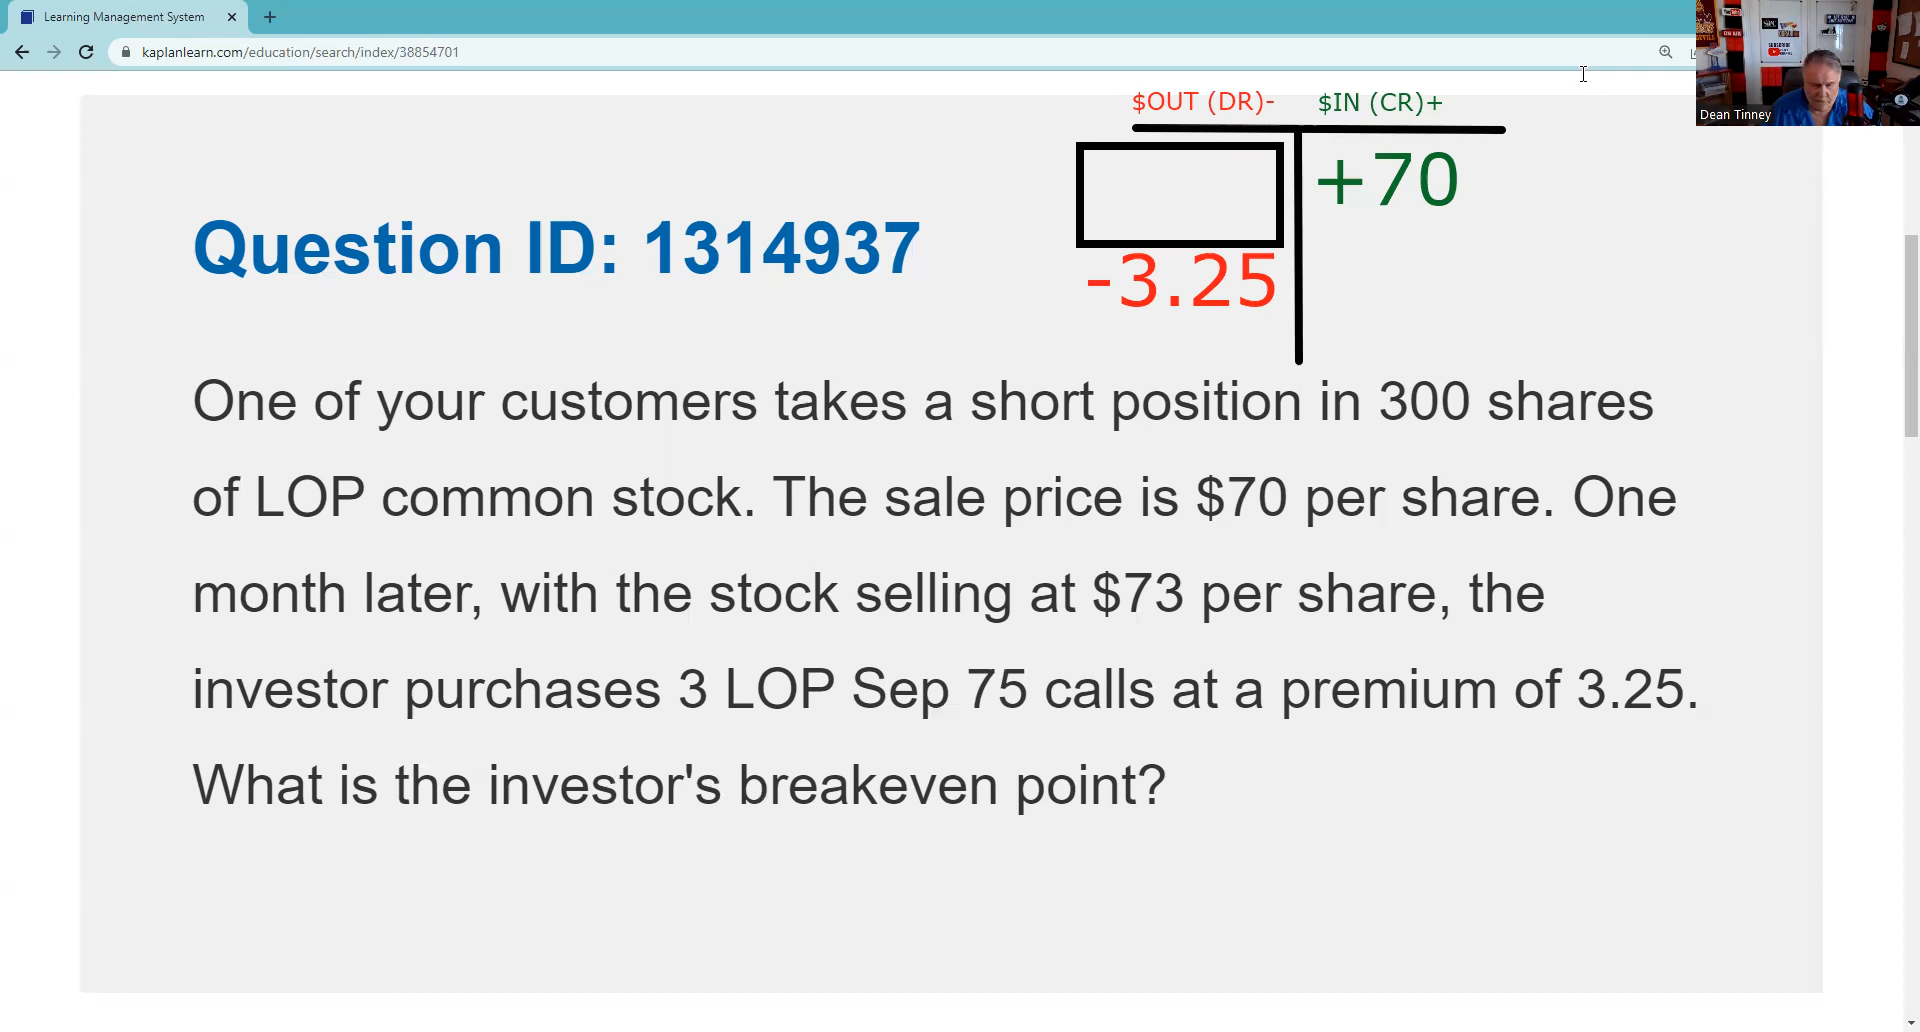 Learning Management System
kaplanlearn.com/education/search/index/38854701
Dean Tinney
$OUT (DR)- $IN (CR)+
+70
-3.25
Question ID: 1314937
One of your customers takes a short position in 300 shares
of LOP common stock. The sale price is $70 per share. One
month later, with the stock selling at $73 per share, the
investor purchases 3 LOP Sep 75 calls at a premium of 3.25.
What is the investor's breakeven point?